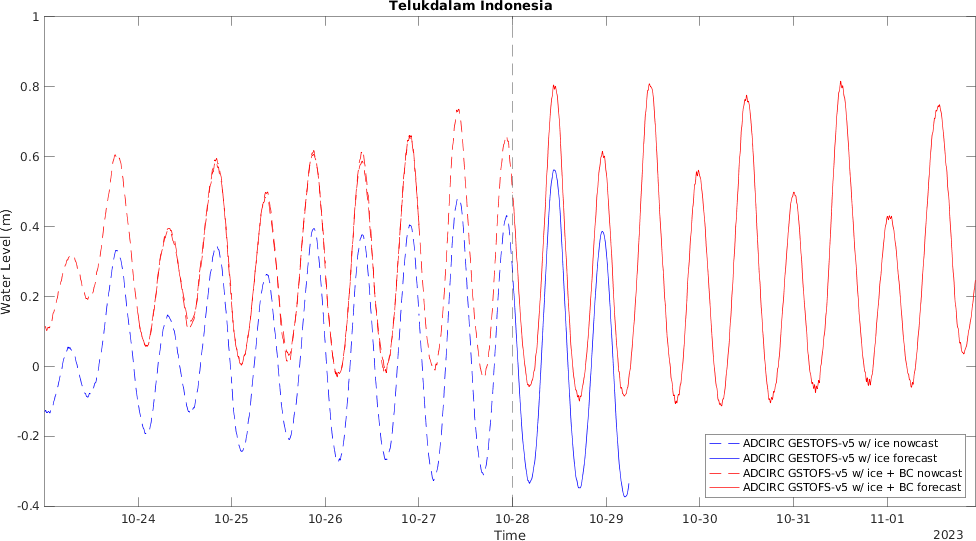 Telukdalam Indonesia
1
0.8
0.6
0.4
0.2
0
-0.2
-0.4
Water Level (m)
ADCIRC GESTOFS-v5 w/ ice nowcast
ADCIRC GESTOFS-v5 w/ ice forecast
ADCIRC GSTOFS-v5 w/ ice + BC nowcast
ADCIRC GSTOFS-v5 w/ ice + BC forecast
10-24 10-25 10-26 10-27 10-28 10-29 10-30 10-31 11-01
Time
2023